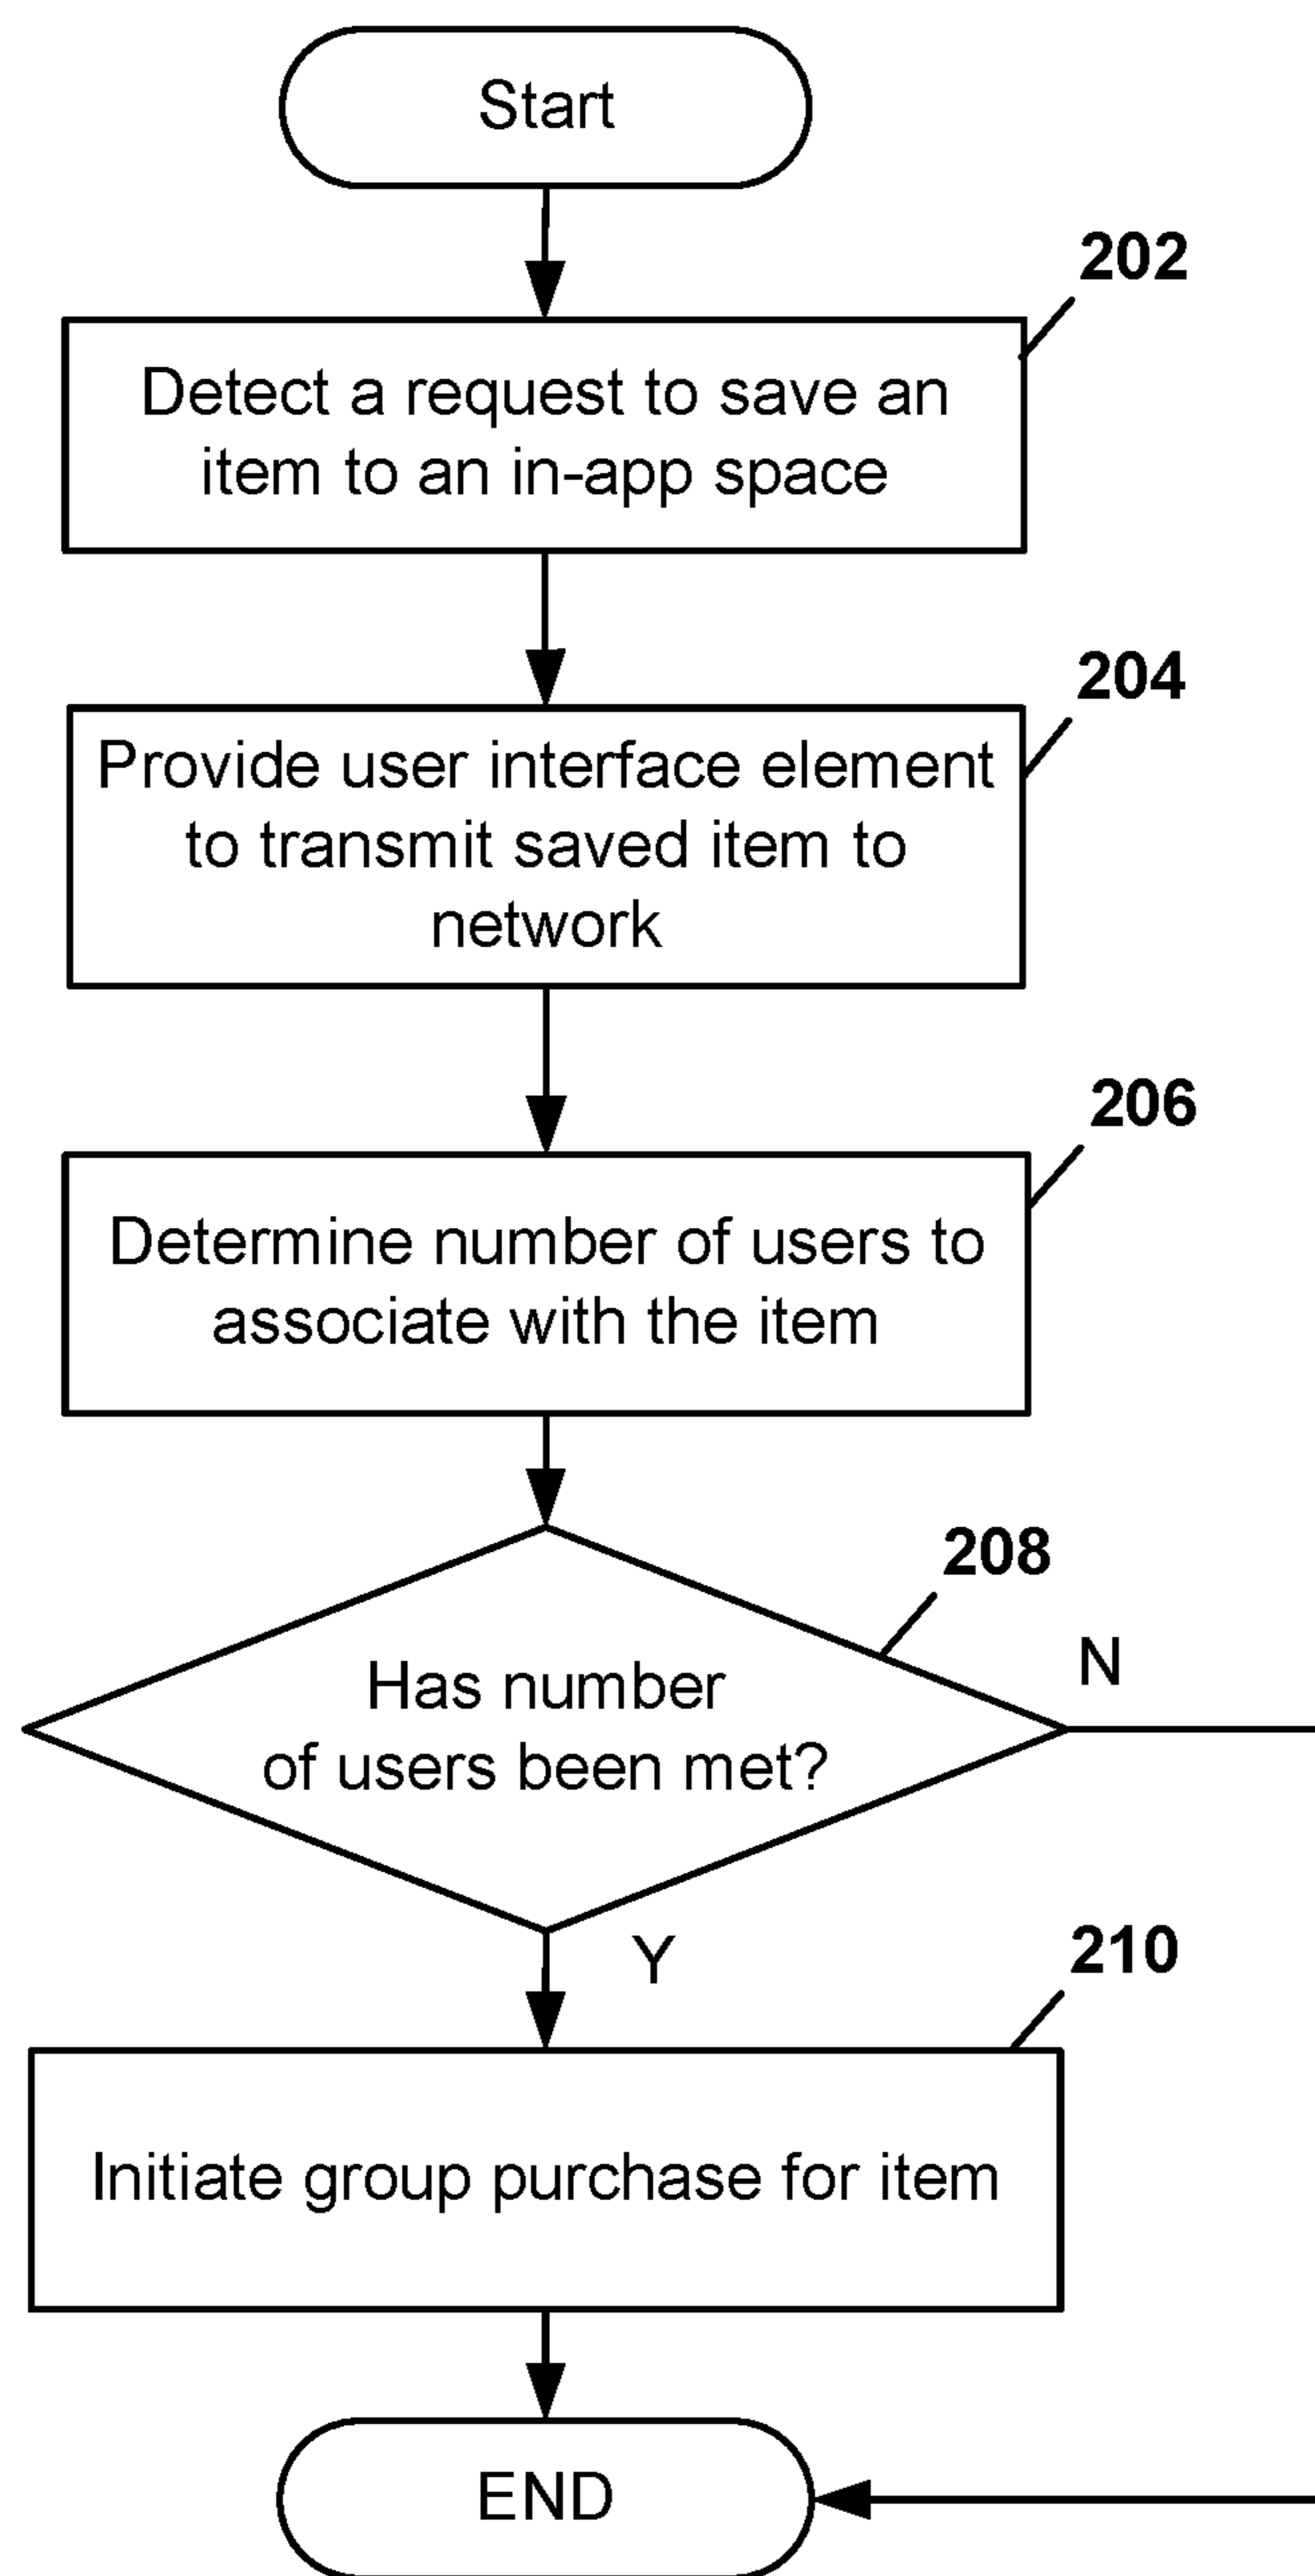 Start
202
Detect a request to save an
item to an in-app space
204
Provide user interface element
to transmit saved item to
network
206
Determine number of users to
associate with the item
208
Has number
of users been met?
N
Y
210
Initiate group purchase for item
END